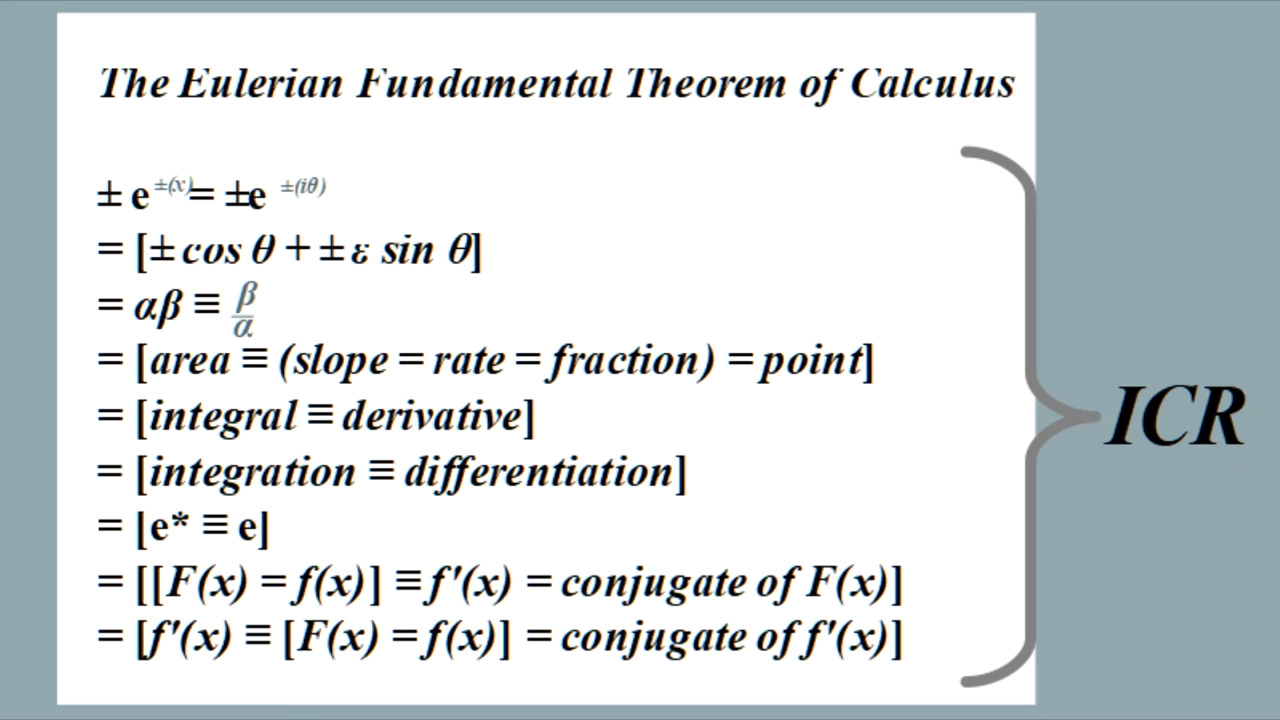 The Eulerian Fundamental Theorem of Calculus
± e ±(x) = ±e ±(iθ)
= [± cos θ + ± ε sin θ]
= αβ ≡ β/α
= [area ≡ (slope = rate = fraction) = point]
= [integral ≡ derivative]
= [integration ≡ differentiation]
= [e* ≡ e]
= [[F(x) = f(x)] ≡ f'(x) = conjugate of F(x)]
= [f'(x) ≡ [F(x) = f(x)] = conjugate of f'(x)]
ICR